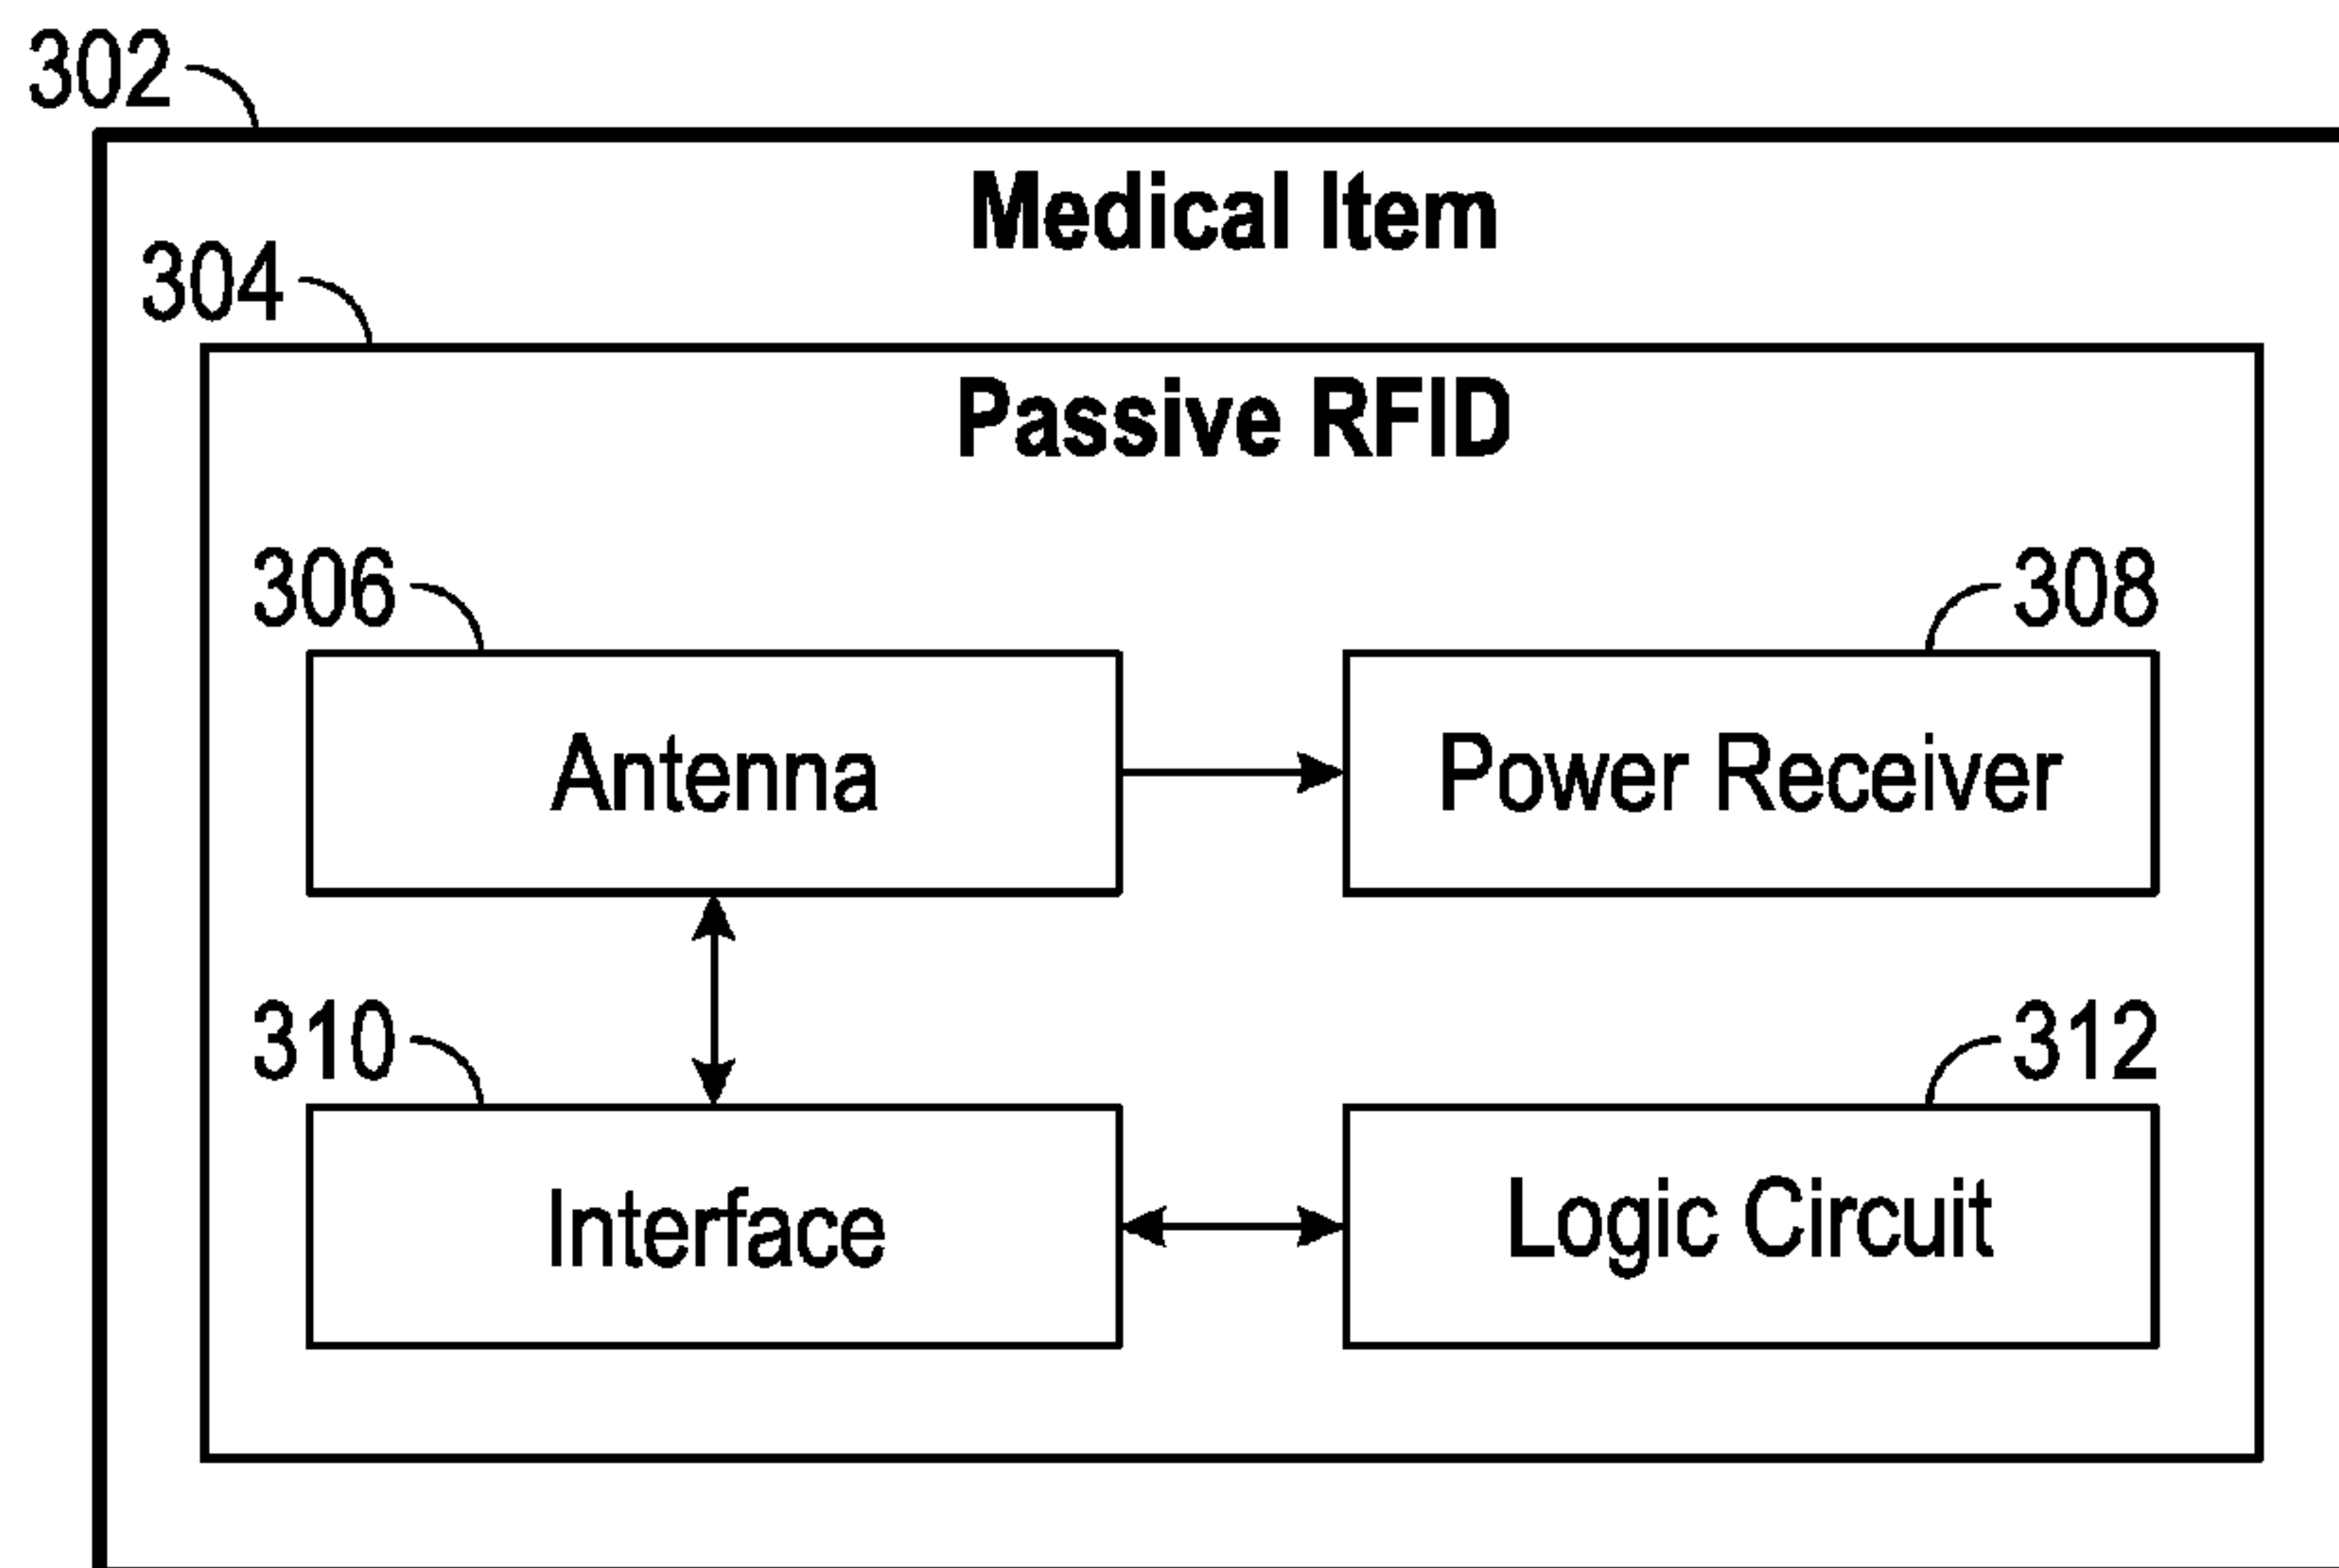 302
Medical Item
304
Passive RFID
306
308
Antenna
Power Receiver
310
312
Interface
Logic Circuit